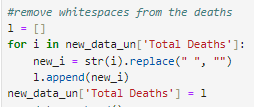 #remove whitespaces from the deaths
l = []
for i in new_data_un['Total Deaths']:
    new_i = str(i).replace(" ", "")
    l.append(new_i)
new_data_un['Total Deaths'] = l